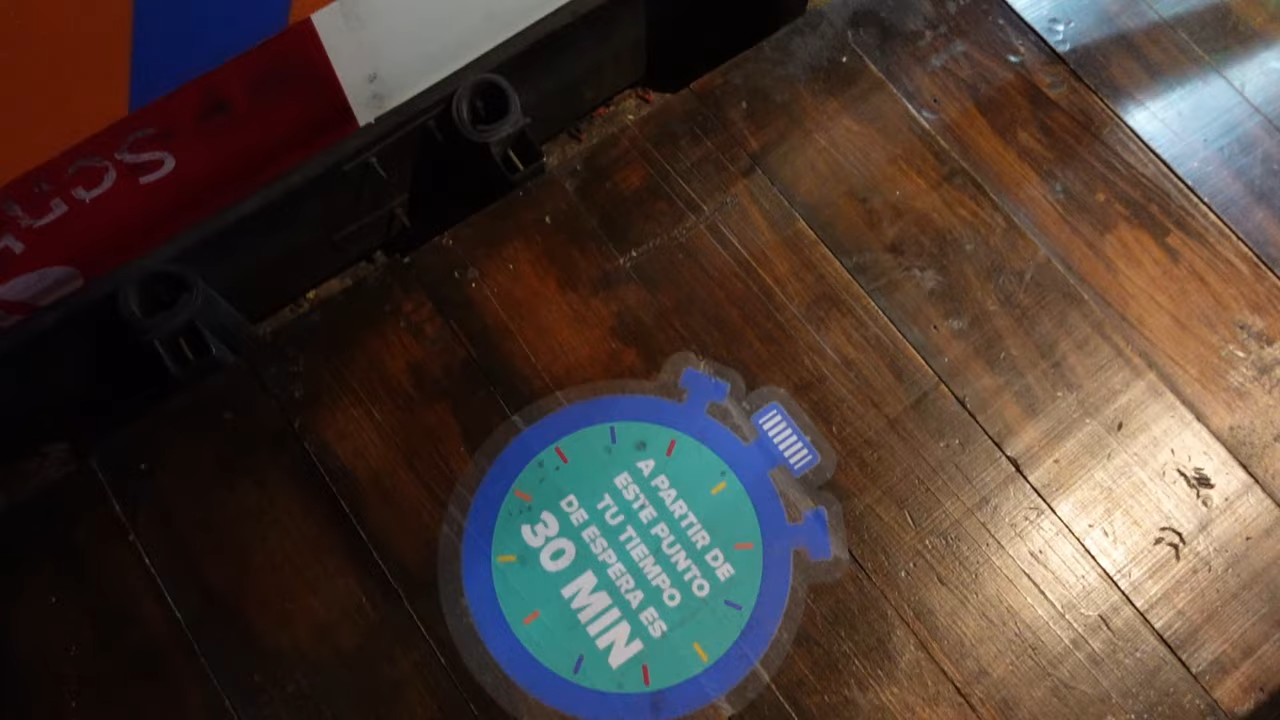 A PARTIR DE
ESTE PUNTO
TU TIEMPO
DE ESPERA ES
30 MIN